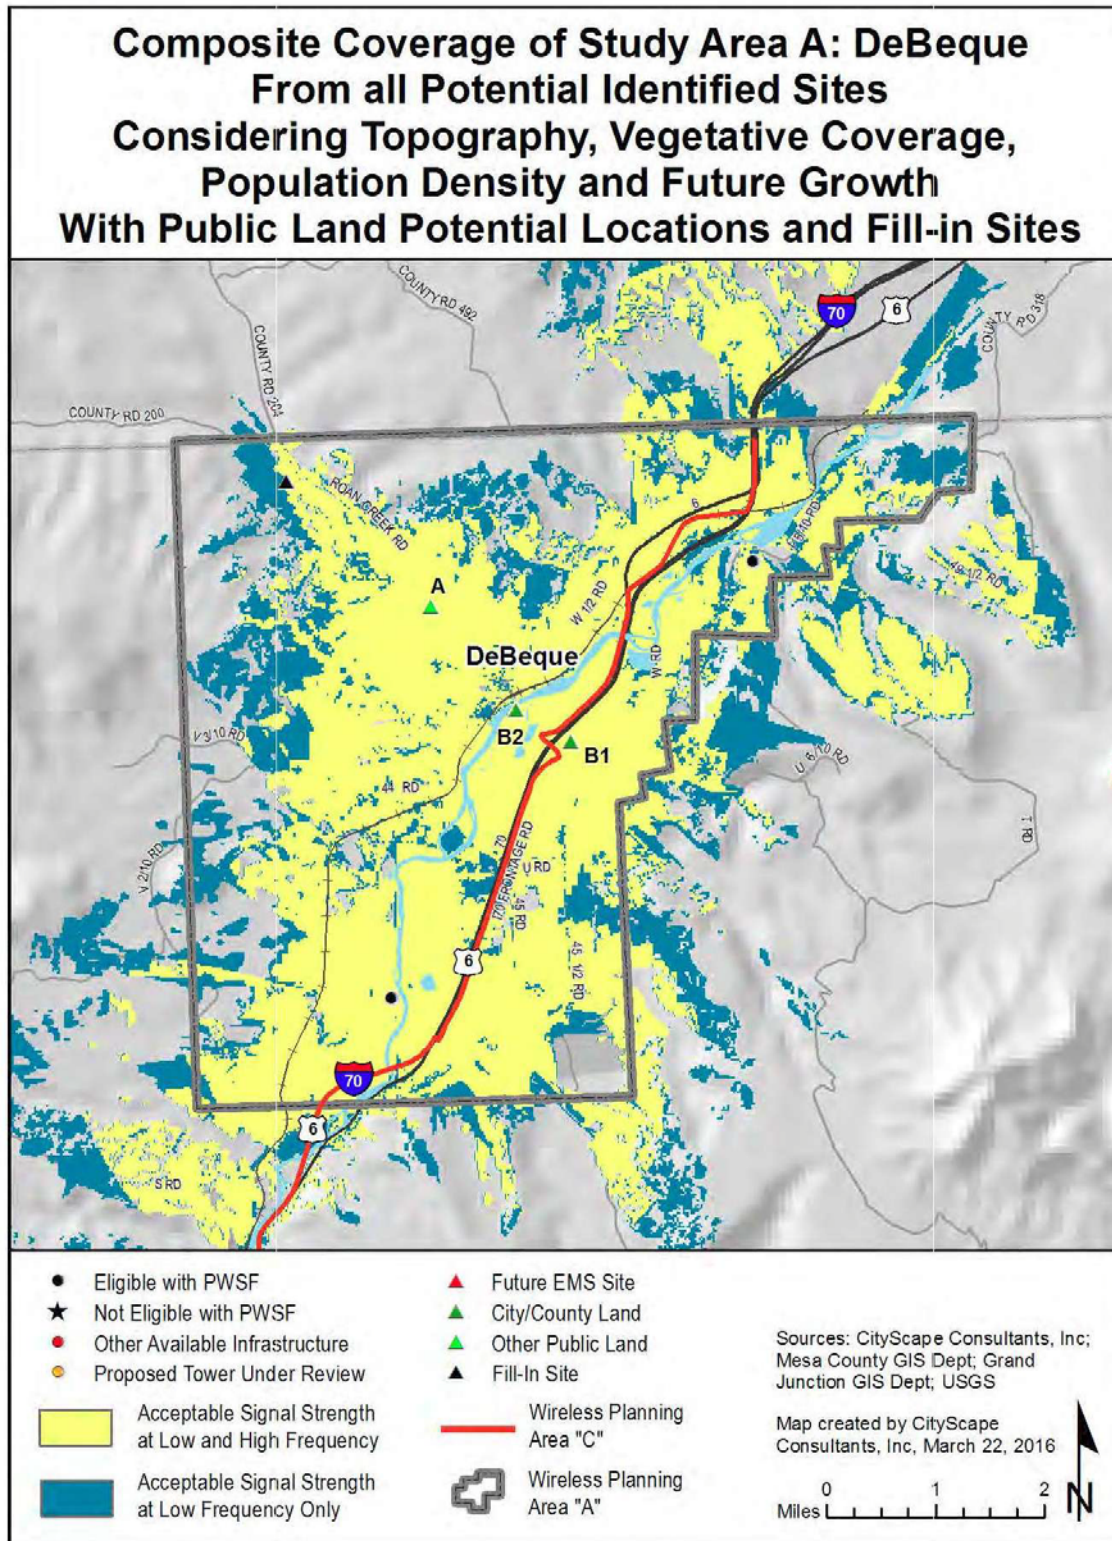 Composite Coverage of Study Area A: DeBeque
From all Potential Identified Sites
Considering Topography, Vegetative Coverage,
Population Density and Future Growth
With Public Land Potential Locations and Fill-in Sites
COUNTY RD 492
70
6
COUNTY RD 318
COUNTY RD 204
COUNTY RD 200
ROAN CREEK RD
6
A
W 1/2 RD
DeBeque
W RD
B2
B1
V 3/10 RD
U 6/10 RD
44 RD
T RD
V 2/10 RD
70
I70 FRONTAGE RD
U RD
45 RD
6
45 1/2 RD
70
6
S RD
Eligible with PWSF
Not Eligible with PWSF
Other Available Infrastructure
Proposed Tower Under Review
Acceptable Signal Strength
at Low and High Frequency
Acceptable Signal Strength
at Low Frequency Only
Future EMS Site
City/County Land
Other Public Land
Fill-In Site
Wireless Planning
Area "C"
Wireless Planning
Area "A"
Sources: CityScape Consultants, Inc;
Mesa County GIS Dept; Grand
Junction GIS Dept; USGS
Map created by CityScape
Consultants, Inc, March 22, 2016
0 1 2
Miles
N